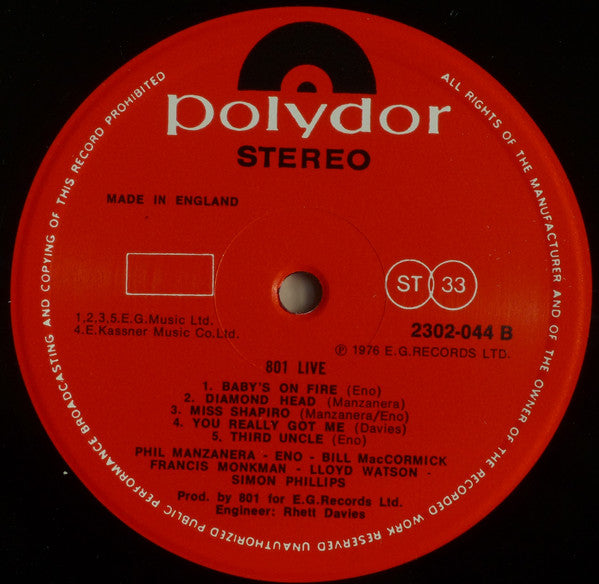 polydor
STEREO
MADE IN ENGLAND
ST 33
1,2,3,5.E.G.Music Ltd.
4.E.Kassner Music Co.Ltd.
2302-044 B
℗ 1976 E.G.RECORDS LTD.
801 LIVE
1. BABY'S ON FIRE (Eno)
2. DIAMOND HEAD (Manzanera)
3. MISS SHAPIRO (Manzanera/Eno)
4. YOU REALLY GOT ME (Davies)
5. THIRD UNCLE (Eno)
PHIL MANZANERA - ENO - BILL MacCORMICK
FRANCIS MONKMAN - LLOYD WATSON -
SIMON PHILLIPS
Prod. by 801 for E.G.Records Ltd.
Engineer: Rhett Davies
ALL RIGHTS OF THE MANUFACTURER AND OF THE OWNER OF THE RECORDED WORK RESERVED UNAUTHORIZED PUBLIC PERFORMANCE BROADCASTING AND COPYING OF THIS RECORD PROHIBITED